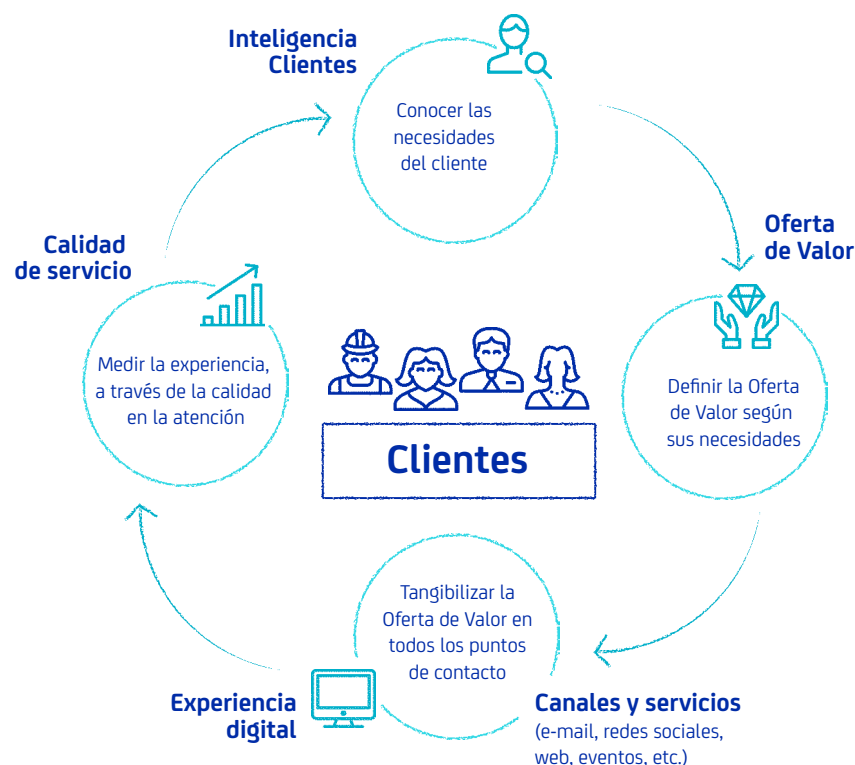 Inteligencia
Clientes
Conocer las
necesidades
del cliente
Oferta
de Valor
Definir la Oferta
de Valor según
sus necesidades
Calidad
de servicio
Medir la experiencia,
a través de la calidad
en la atención
Clientes
Tangibilizar la
Oferta de Valor en
todos los puntos
de contacto
Experiencia
digital
Canales y servicios
(e-mail, redes sociales,
web, eventos, etc.)